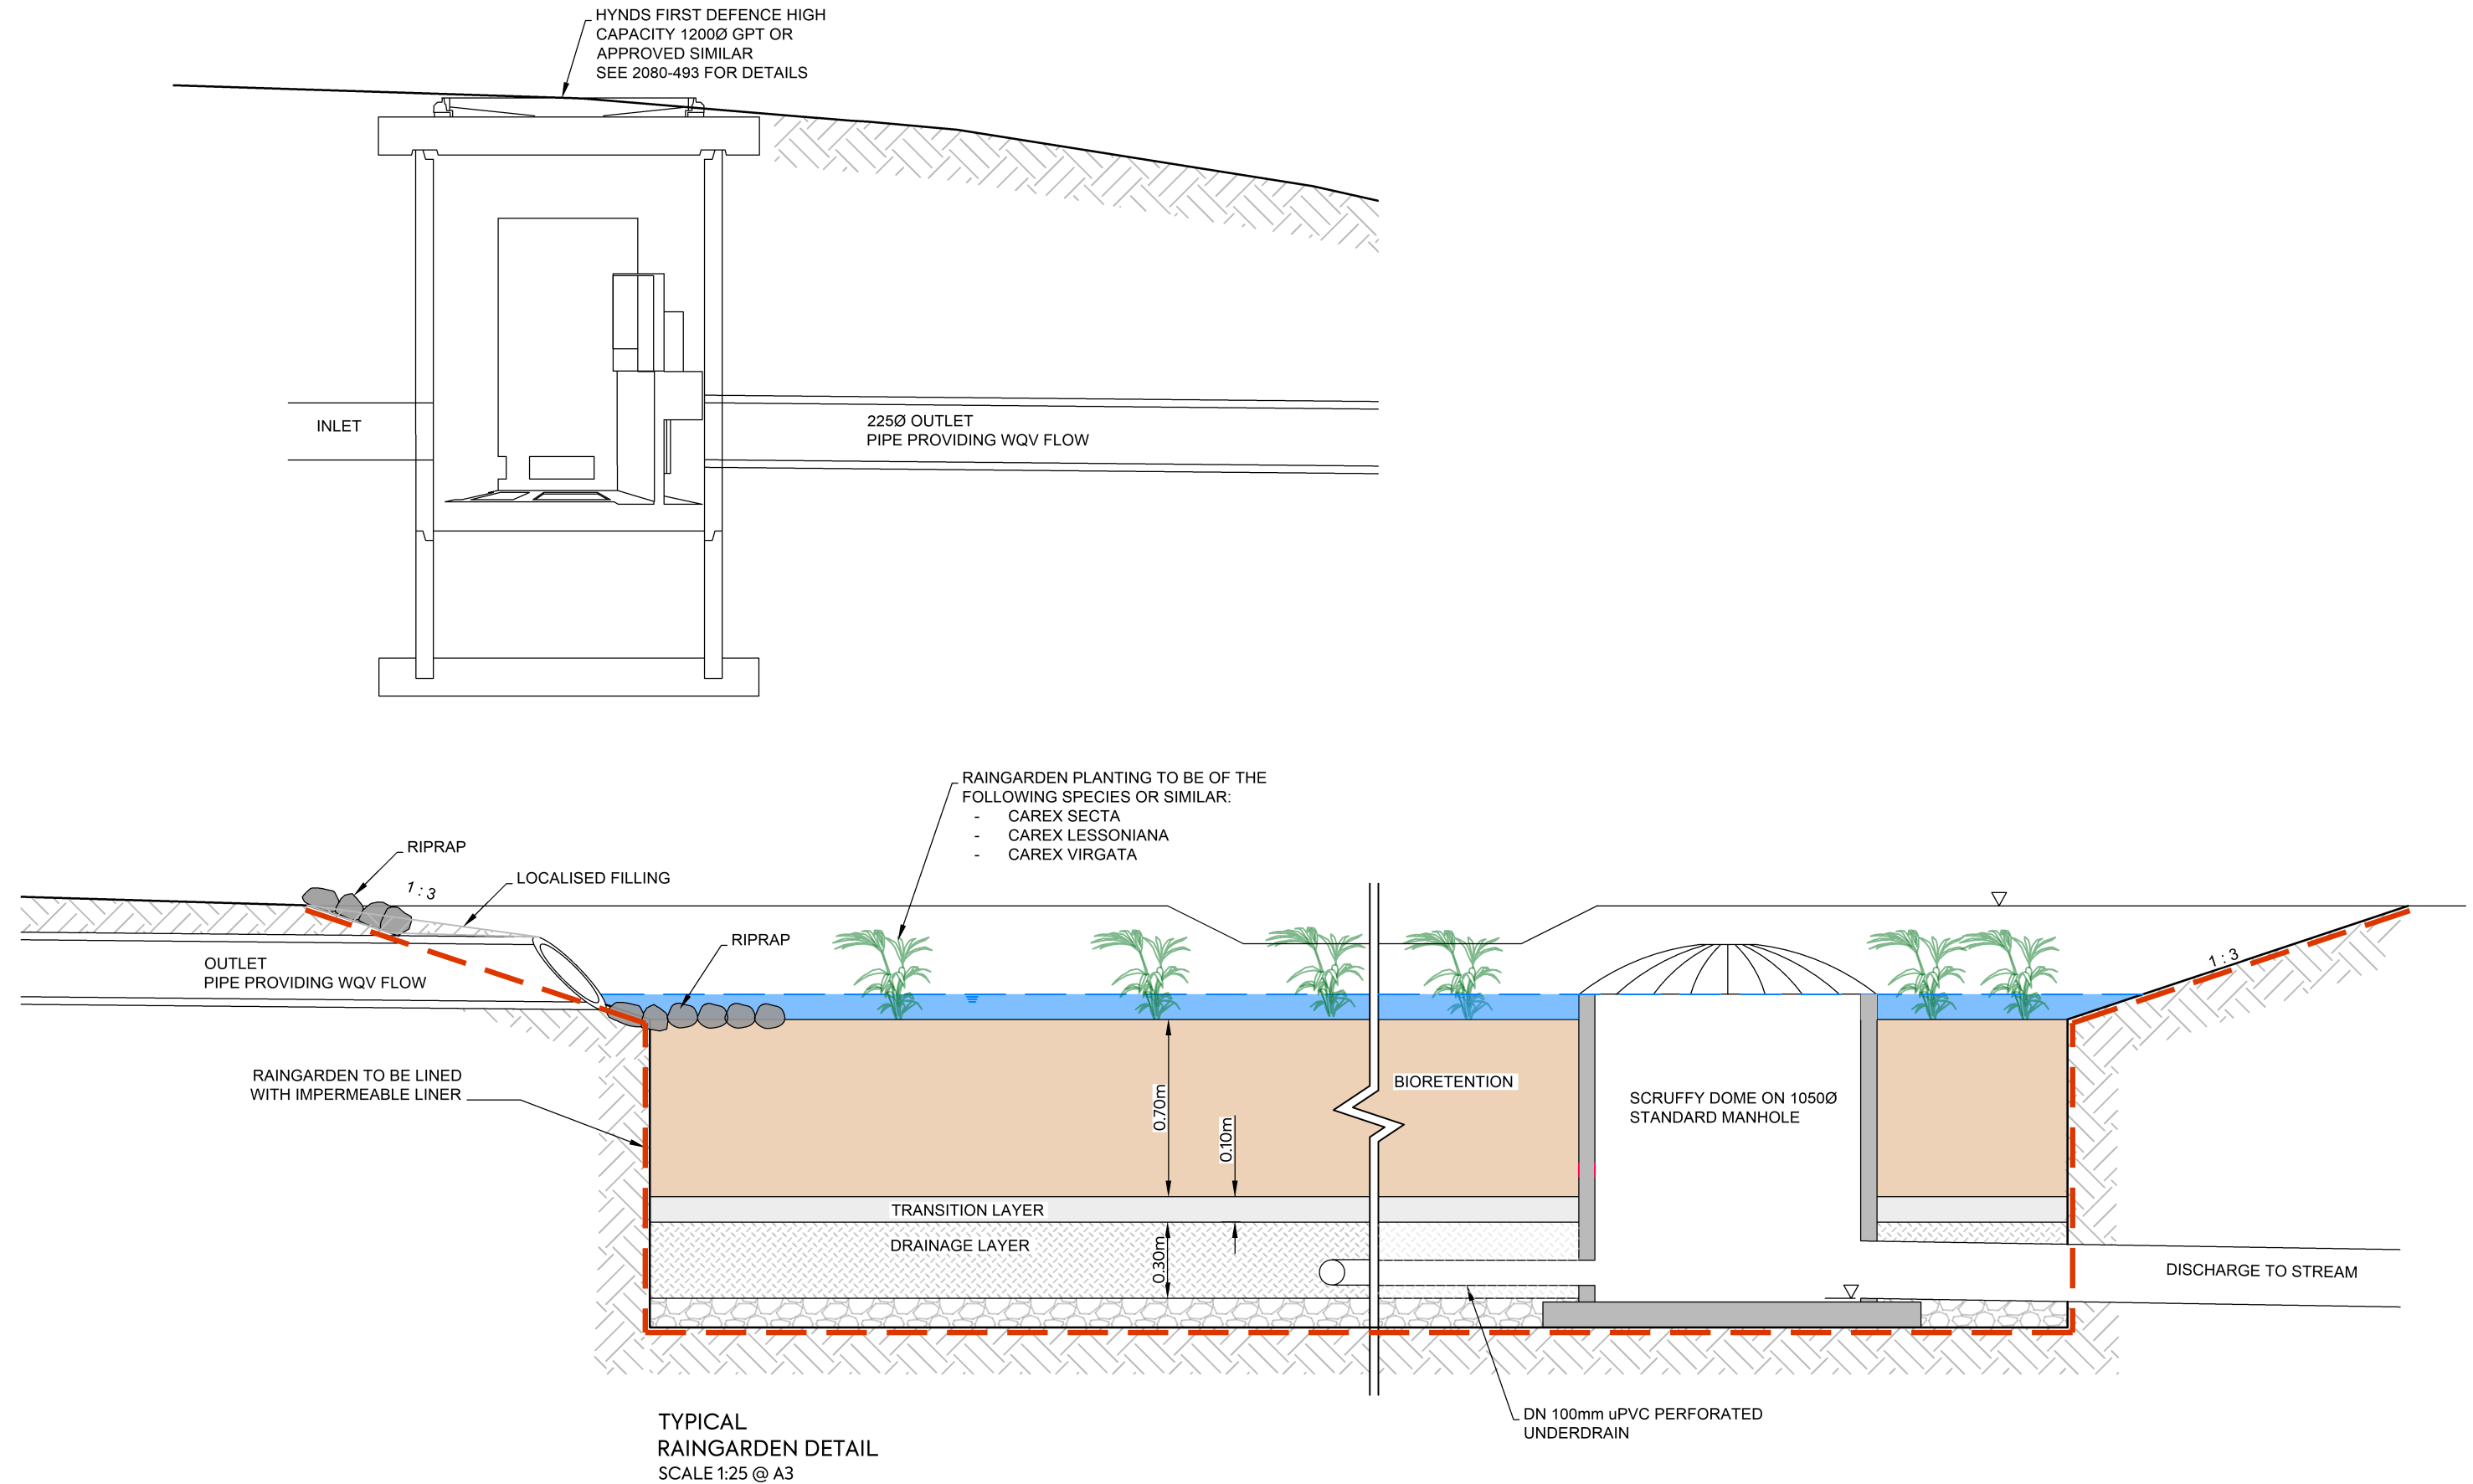 HYNDS FIRST DEFENCE HIGH
CAPACITY 1200Ø GPT OR
APPROVED SIMILAR
SEE 2080-493 FOR DETAILS
INLET
225Ø OUTLET
PIPE PROVIDING WQV FLOW
RAINGARDEN PLANTING TO BE OF THE
FOLLOWING SPECIES OR SIMILAR:
- CAREX SECTA
- CAREX LESSONIANA
- CAREX VIRGATA
RIPRAP
1 : 3
LOCALISED FILLING
RIPRAP
OUTLET
PIPE PROVIDING WQV FLOW
1 : 3
RAINGARDEN TO BE LINED
WITH IMPERMEABLE LINER
BIORETENTION
0.70m
0.10m
SCRUFFY DOME ON 1050Ø
STANDARD MANHOLE
TRANSITION LAYER
DRAINAGE LAYER
0.30m
DISCHARGE TO STREAM
DN 100mm uPVC PERFORATED
UNDERDRAIN
TYPICAL
RAINGARDEN DETAIL
SCALE 1:25 @ A3